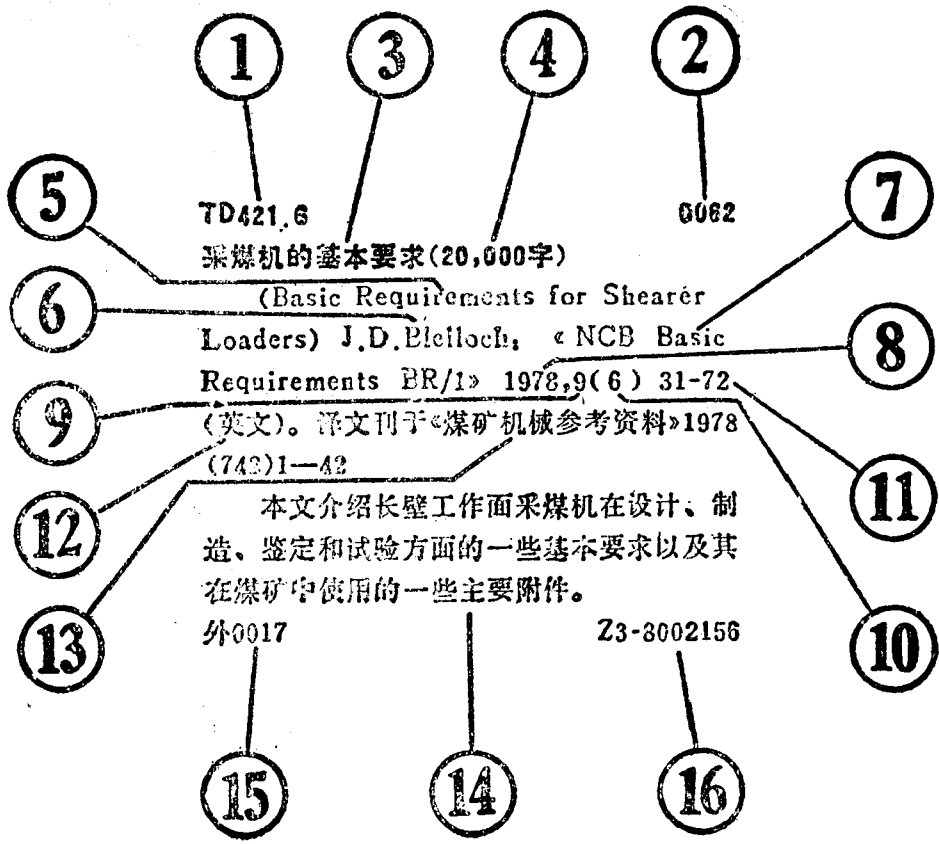 ① ③ ④ ②
⑤ ⑦
TD421.6 0062
采煤机的基本要求(20,000字)
⑥ (Basic Requirements for Shearer
Loaders) J.D.Blelloch, «NCB Basic
⑧
Requirements BR/1» 1978,9(6) 31-72
⑨ (英文)。译文刊于«煤矿机械参考资料»1978
(742)1—42
⑪
本文介绍长壁工作面采煤机在设计、制
⑫ 造、鉴定和试验方面的一些基本要求以及其
在煤矿中使用的一些主要附件。
⑬ 外0017 Z3-8002156 ⑩
⑮ ⑭ ⑯